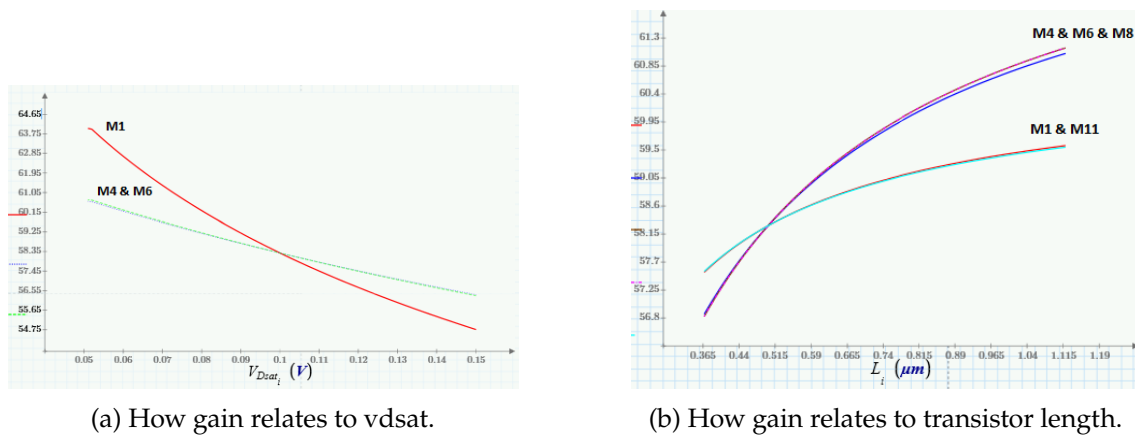 64.65
63.75
62.85
61.95
61.05
60.15
59.25
58.35
57.45
56.55
55.65
54.75
M1
M4 & M6
0.05 0.06 0.07 0.08 0.09 0.1 0.11 0.12 0.13 0.14 0.15
V_Dsat_i (V)
(a) How gain relates to vdsat.
61.3
60.85
60.4
59.95
59.5
59.05
58.6
58.15
57.7
57.25
56.8
M4 & M6 & M8
M1 & M11
0.365 0.44 0.515 0.59 0.665 0.74 0.815 0.89 0.965 1.04 1.115 1.19
L_i (μm)
(b) How gain relates to transistor length.